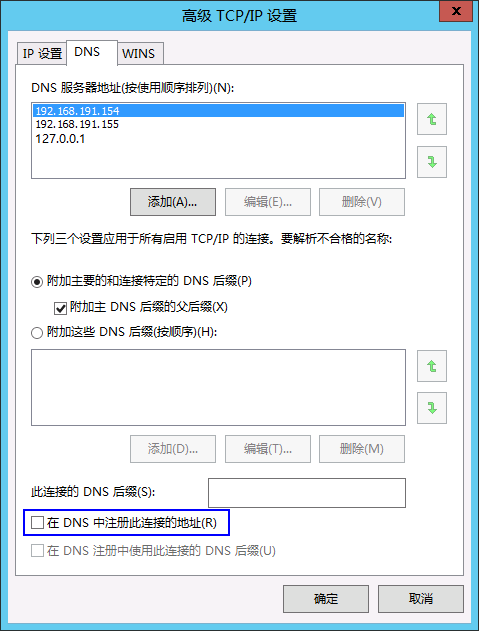 高级 TCP/IP 设置
x
IP 设置 DNS WINS
DNS 服务器地址(按使用顺序排列)(N):
192.168.191.154
192.168.191.155
127.0.0.1
添加(A)... 编辑(E)... 删除(V)
下列三个设置应用于所有启用 TCP/IP 的连接。要解析不合格的名称:
附加主要的和连接特定的 DNS 后缀(P)
附加主 DNS 后缀的父后缀(X)
附加这些 DNS 后缀(按顺序)(H):
添加(D)... 编辑(T)... 删除(M)
此连接的 DNS 后缀(S):
在 DNS 中注册此连接的地址(R)
在 DNS 注册中使用此连接的 DNS 后缀(U)
确定 取消